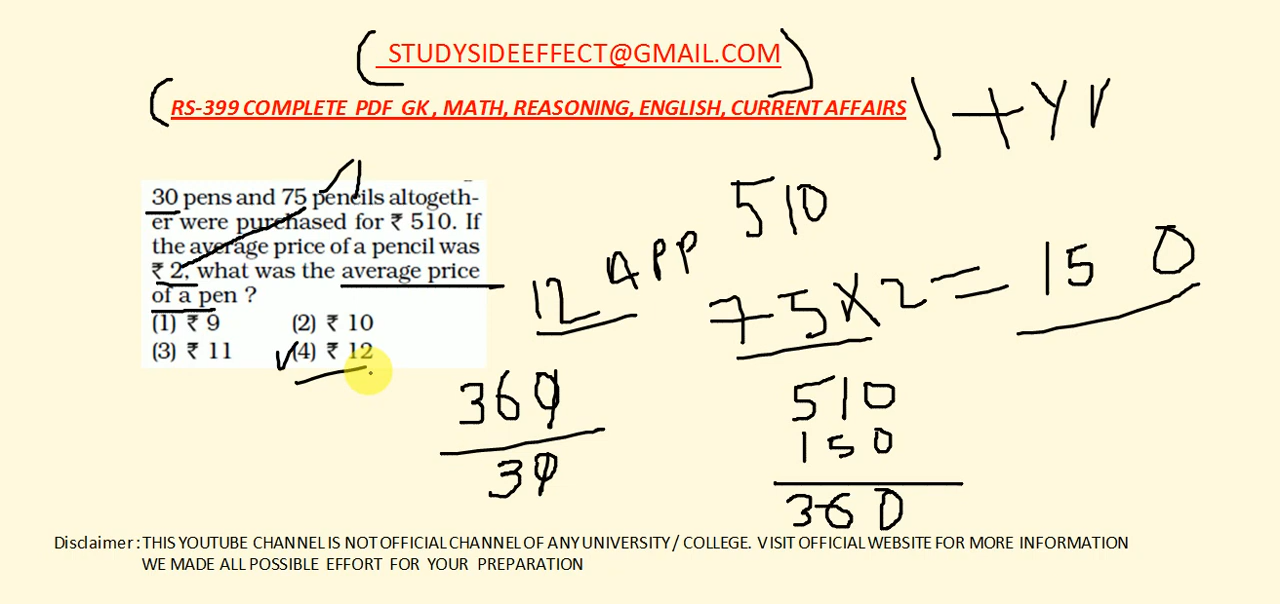 (STUDYSIDEEFFECT@GMAIL.COM)
(RS-399 COMPLETE PDF GK, MATH, REASONING, ENGLISH, CURRENT AFFAIRS) + YV
30 pens and 75 pencils altogeth-
er were purchased for ₹ 510. If
the average price of a pencil was
₹ 2, what was the average price
of a pen ?
(1) ₹ 9 (2) ₹ 10
(3) ₹ 11 (4) ₹ 12
510
12 APP
75 X 2 = 150
360
30
510
150
360
Disclaimer : THIS YOUTUBE CHANNEL IS NOT OFFICIAL CHANNEL OF ANY UNIVERSITY / COLLEGE. VISIT OFFICIAL WEBSITE FOR MORE INFORMATION
WE MADE ALL POSSIBLE EFFORT FOR YOUR PREPARATION